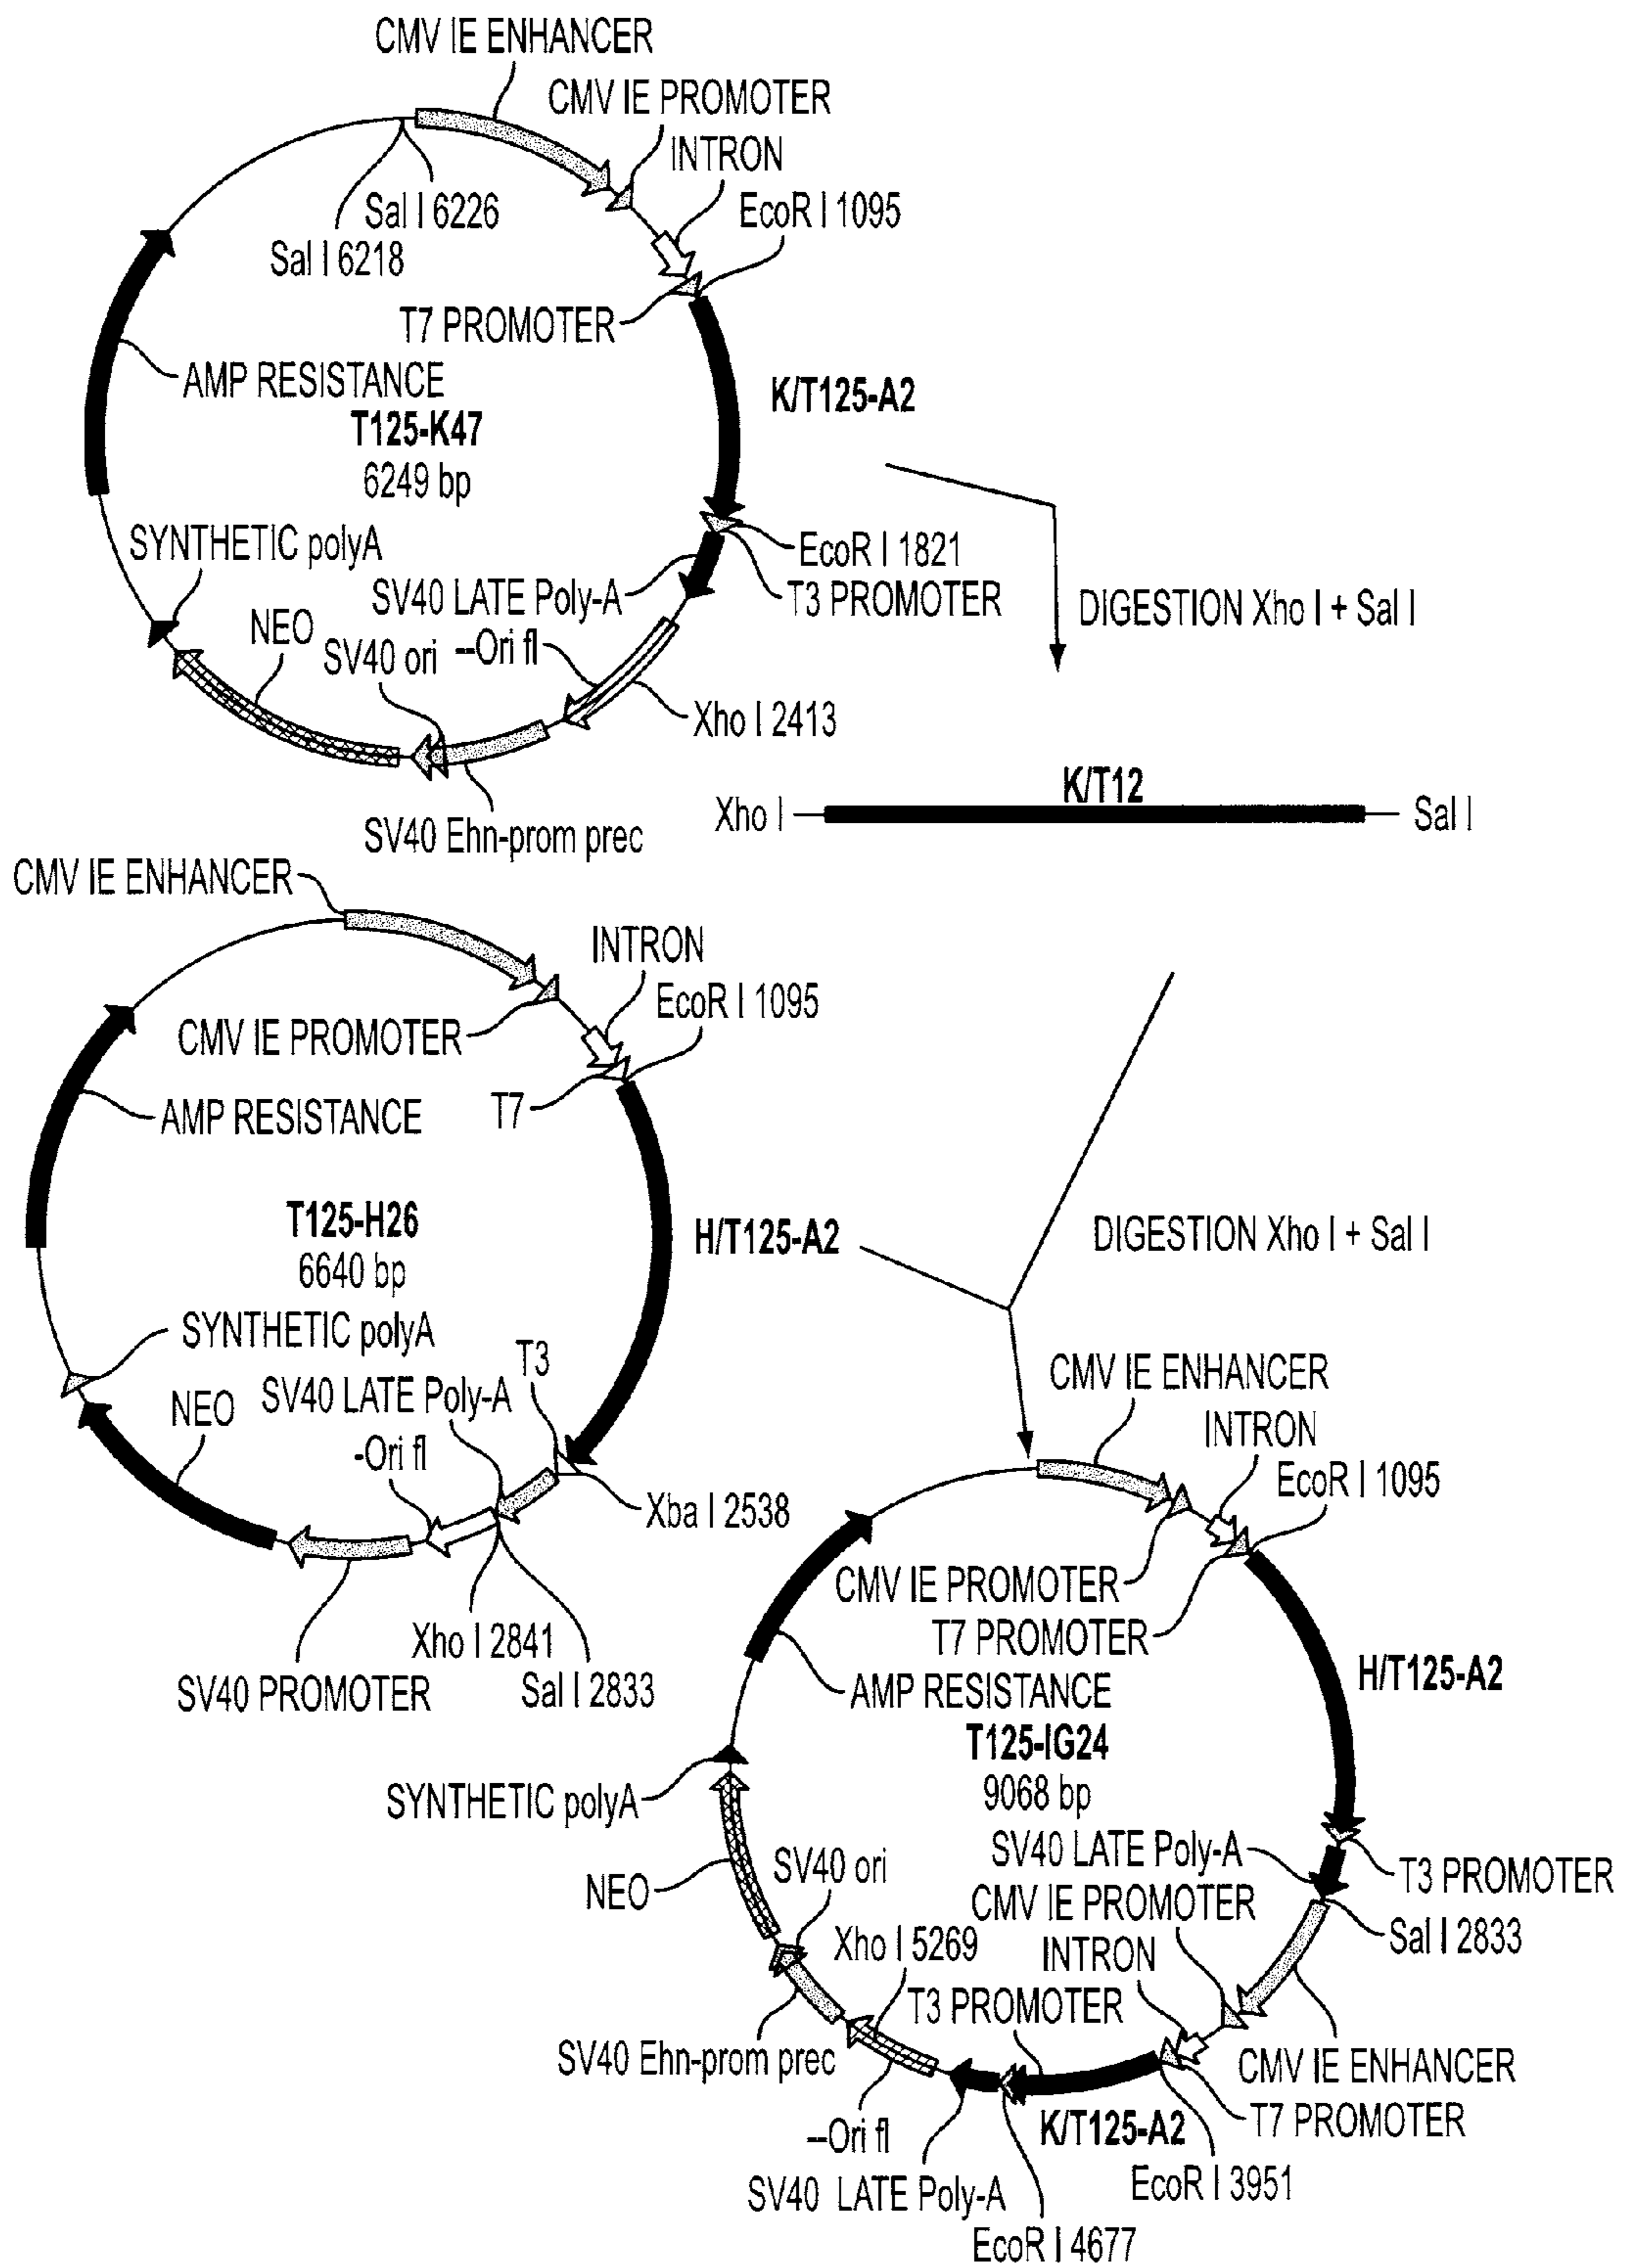 CMV IE ENHANCER
CMV IE PROMOTER
INTRON
EcoR I 1095
Sal I 6226
Sal I 6218
T7 PROMOTER
AMP RESISTANCE
K/T125-A2
T125-K47
6249 bp
SYNTHETIC polyA
EcoR I 1821
SV40 LATE Poly-A
T3 PROMOTER
DIGESTION Xho I + Sal I
NEO
SV40 ori
--Ori fl
Xho I 2413
K/T12
Xho I
Sal I
SV40 Ehn-prom prec
CMV IE ENHANCER
INTRON
EcoR I 1095
CMV IE PROMOTER
T7
AMP RESISTANCE
T125-H26
6640 bp
H/T125-A2
DIGESTION Xho I + Sal I
SYNTHETIC polyA
T3
SV40 LATE Poly-A
NEO
-Ori fl
Xba I 2538
Xho I 2841
SV40 PROMOTER
Sal I 2833
CMV IE ENHANCER
INTRON
EcoR I 1095
CMV IE PROMOTER
T7 PROMOTER
H/T125-A2
AMP RESISTANCE
T125-IG24
9068 bp
SYNTHETIC polyA
SV40 LATE Poly-A
T3 PROMOTER
SV40 ori
NEO
CMV IE PROMOTER
Sal I 2833
Xho I 5269
INTRON
T3 PROMOTER
SV40 Ehn-prom prec
CMV IE ENHANCER
T7 PROMOTER
--Ori fl
K/T125-A2
EcoR I 3951
SV40 LATE Poly-A
EcoR I 4677